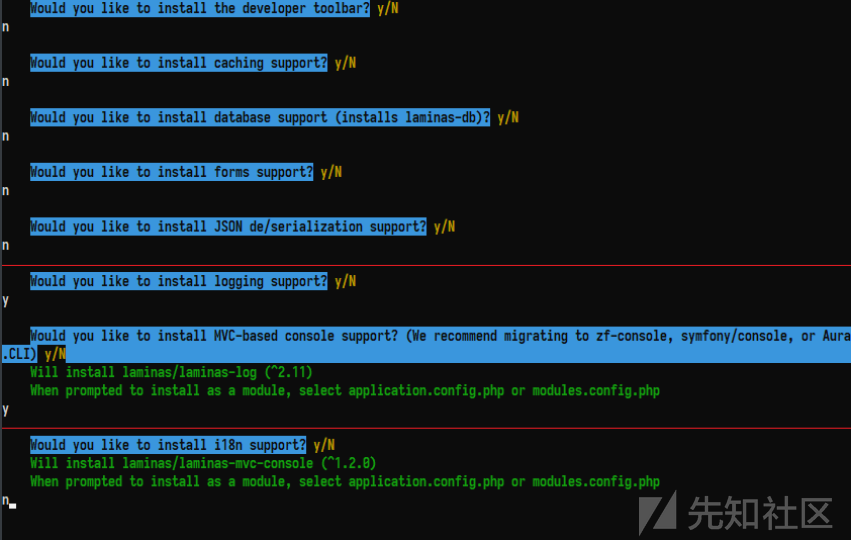 Would you like to install the developer toolbar? y/N
n
Would you like to install caching support? y/N
n
Would you like to install database support (installs laminas-db)? y/N
n
Would you like to install forms support? y/N
n
Would you like to install JSON de/serialization support? y/N
n
Would you like to install logging support? y/N
y
Would you like to install MVC-based console support? (We recommend migrating to zf-console, symfony/console, or Aura
.CLI) y/N
Will install laminas/laminas-log (^2.11)
When prompted to install as a module, select application.config.php or modules.config.php
y
Would you like to install i18n support? y/N
Will install laminas/laminas-mvc-console (^1.2.0)
When prompted to install as a module, select application.config.php or modules.config.php
n
先知社区